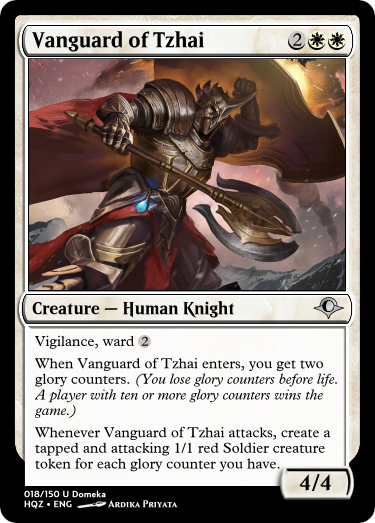 Vanguard of Tzhai 2
Creature — Human Knight
Vigilance, ward 2
When Vanguard of Tzhai enters, you get two
glory counters. (You lose glory counters before life.
A player with ten or more glory counters wins the
game.)
Whenever Vanguard of Tzhai attacks, create a
tapped and attacking 1/1 red Soldier creature
token for each glory counter you have.
4/4
018/150 U Domeka
HQZ • ENG Ardika Priyata